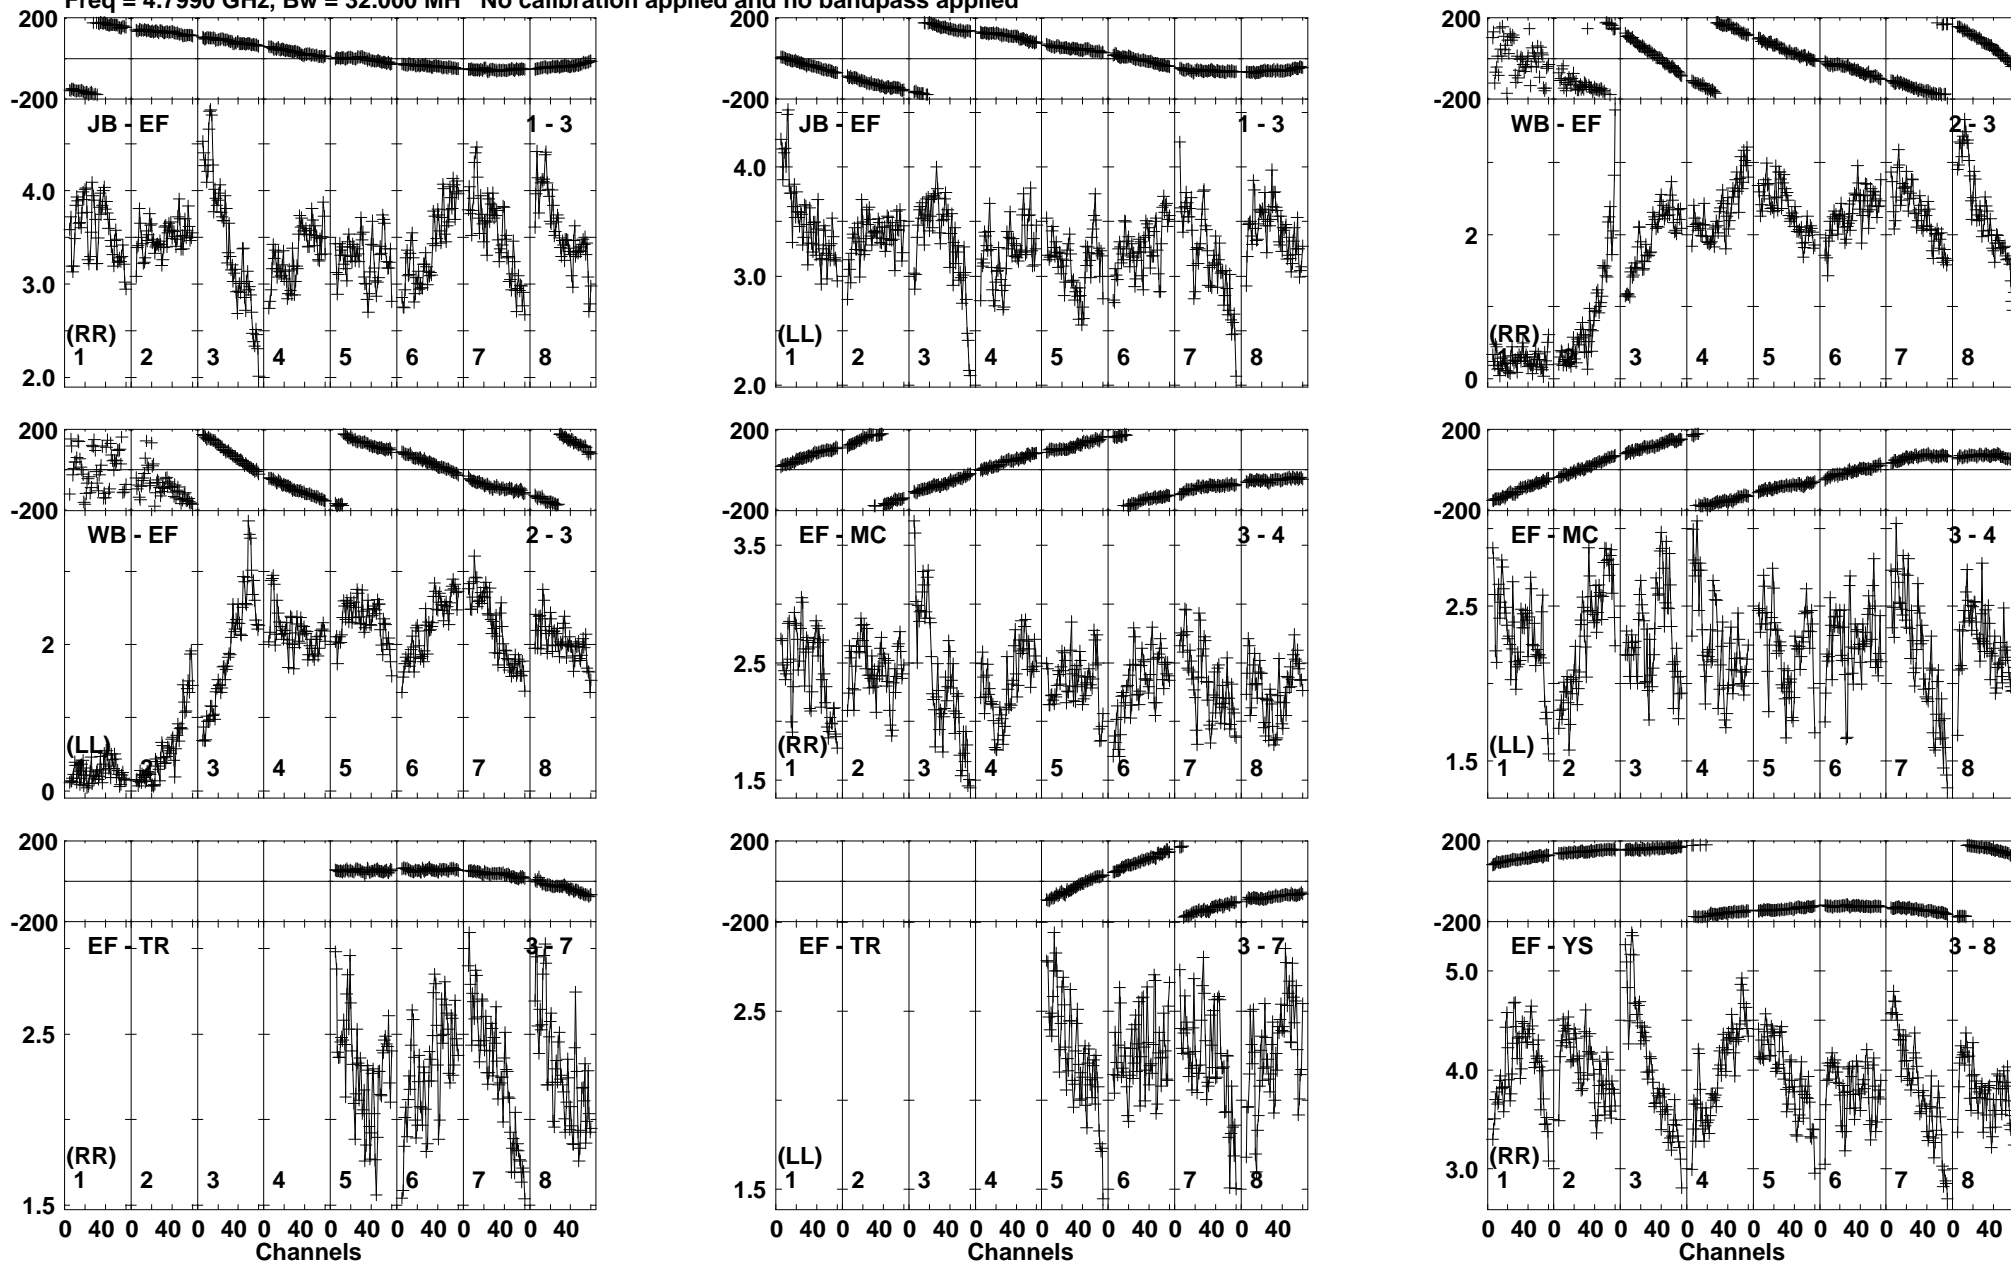 Freq = 4.7990 GHz, Bw = 32.000 MH No calibration applied and no bandpass applied
200 200 200
-200 -200 -200
JB - EF 1 - 3 JB - EF 1 - 3 WB - EF 2 - 3
4.0 4.0
3.0 3.0 2
(RR) (LL) (RR)
1 2 3 4 5 6 7 8 1 2 3 4 5 6 7 8 1 2 3 4 5 6 7 8
2.0 2.0 0
200 200 200
-200 -200 -200
WB - EF 2 - 3 EF - MC 3 - 4 EF - MC 3 - 4
3.5
2 2.5 2.5
(LL) (RR) (LL)
2 3 4 5 6 7 8 1 2 3 4 5 6 7 8 1 2 3 4 5 6 7 8
0 1.5 1.5
200 200 200
-200 -200 -200
EF - TR 3 - 7 EF - TR 3 - 7 EF - YS 3 - 8
5.0
2.5 2.5 4.0
(RR) (LL) (RR)
3.0
1 2 3 4 5 6 7 8 1 2 3 4 5 6 7 8 1 2 3 4 5 6 7 8
1.5 1.5
0 40 0 40 0 40 0 40 0 40 0 40 0 40 0 40 0 40 0 40 0 40 0 40 0 40 0 40 0 40 0 40 0 40 0 40 0 40 0 40 0 40 0 40 0 40 0 40
Channels Channels Channels